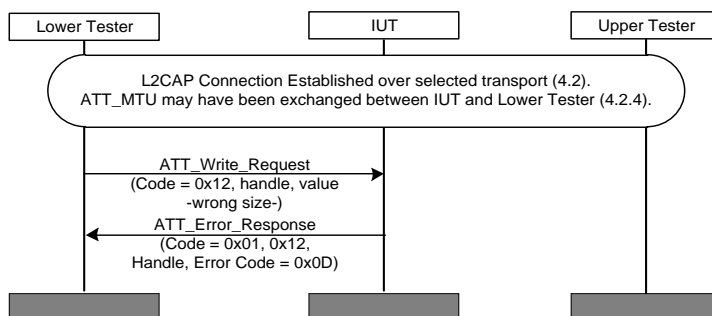 Lower Tester
IUT
Upper Tester
L2CAP Connection Established over selected transport (4.2).
ATT_MTU may have been exchanged between IUT and Lower Tester (4.2.4).
ATT_Write_Request
(Code = 0x12, handle, value
-wrong size-)
ATT_Error_Response
(Code = 0x01, 0x12,
Handle, Error Code = 0x0D)